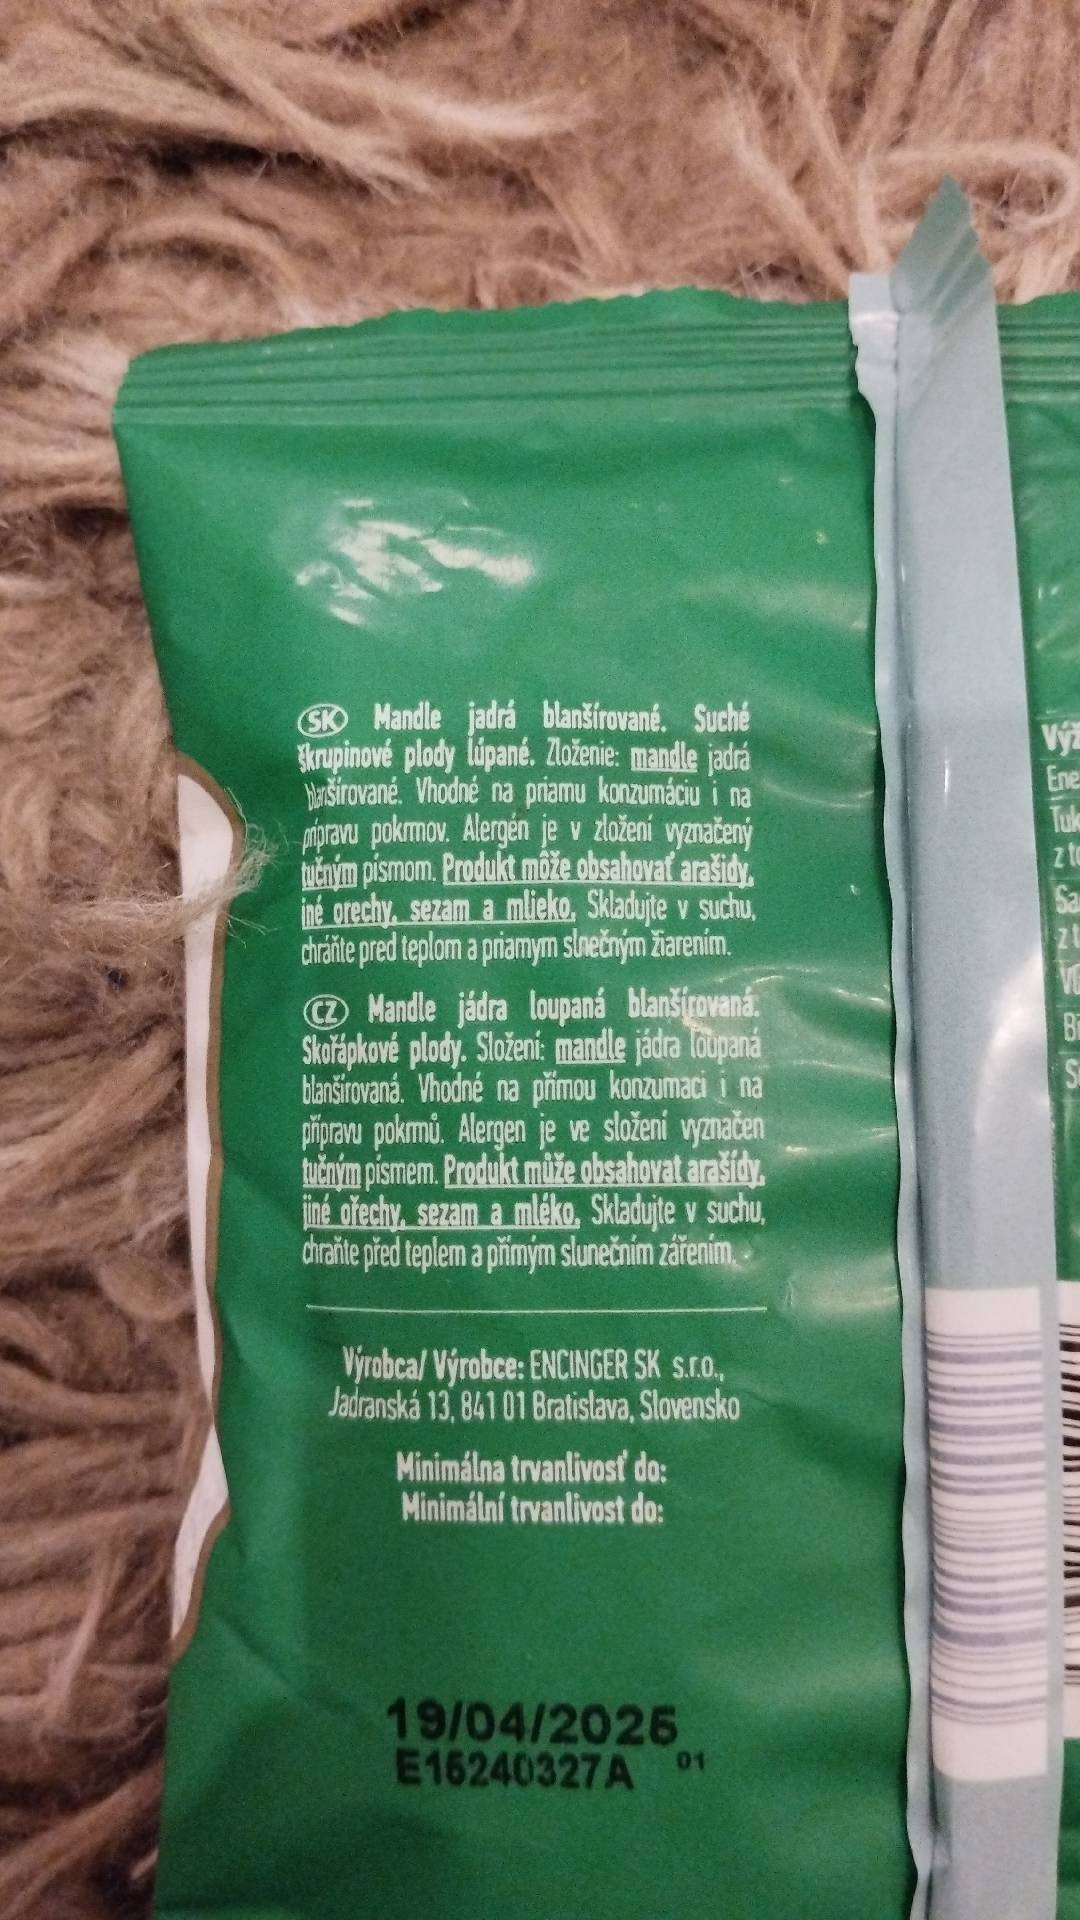 SK Mandle jadrá blanšírované. Suché
škrupinové plody lúpané. Zloženie: mandle jadrá
blanšírované. Vhodné na priamu konzumáciu i na
prípravu pokrmov. Alergén je v zložení vyznačený
tučným písmom. Produkt môže obsahovať arašidy,
iné orechy, sezam a mlieko. Skladujte v suchu,
chráňte pred teplom a priamym slnečným žiarením.
CZ Mandle jádra loupaná blanšírovaná.
Skořápkové plody. Složení: mandle jádra loupaná
blanšírovaná. Vhodné na přímou konzumaci i na
přípravu pokrmů. Alergen je ve složení vyznačen
tučným písmem. Produkt může obsahovat arašídy,
jiné ořechy, sezam a mléko. Skladujte v suchu,
chraňte před teplem a přímým slunečním zářením.
Výrobca/ Výrobce: ENCINGER SK s.r.o.,
Jadranská 13, 841 01 Bratislava, Slovensko
Minimálna trvanlivosť do:
Minimální trvanlivost do:
19/04/2025
E15240327A 01